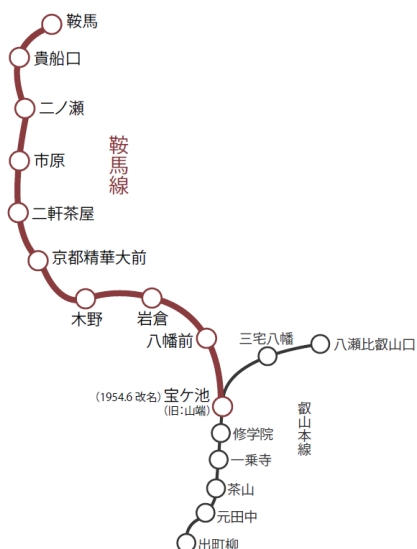 鞍馬
貴船口
二ノ瀬
市原
鞍馬線
二軒茶屋
京都精華大前
木野
岩倉
八幡前
三宅八幡
八瀬比叡山口
(1954.6 改名) 宝ケ池
(旧：山端)
叡山本線
修学院
一乗寺
茶山
元田中
出町柳